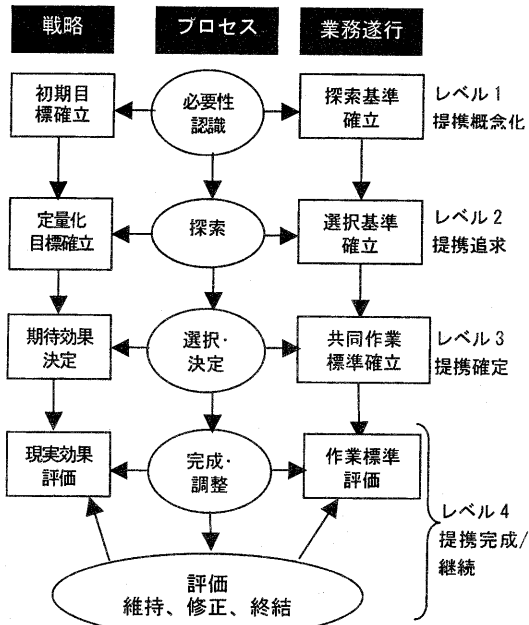 戦略 プロセス 業務遂行
初期目
標確立
必要性
認識
探索基準
確立
レベル1
提携概念化
定量化
目標確立
探索
選択基準
確立
レベル2
提携追求
期待効果
決定
選択・
決定
共同作業
標準確立
レベル3
提携確定
現実効果
評価
完成・
調整
作業標準
評価
レベル4
提携完成/
継続
評価
維持、修正、終結